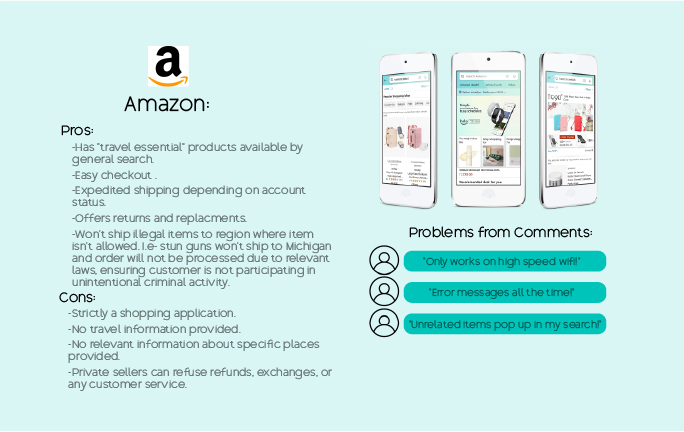 a
Amazon:
Pros:
-Has "travel essential" products available by
general search.
-Easy checkout .
-Expedited shipping depending on account
status.
-Offers returns and replacments.
-Won't ship illegal items to region where item
isn't allowed. I.e- stun guns won't ship to Michigan
and order will not be processed due to relevant
laws, ensuring customer is not participating in
unintentional criminal activity.
Cons:
-Strictly a shopping application.
-No travel information provided.
-No relevant information about specific places
provided.
-Private sellers can refuse refunds, exchanges, or
any customer service.
Problems from Comments:
"Only works on high speed wifi!"
"Error messages all the time!"
"Unrelated items pop up in my search!"